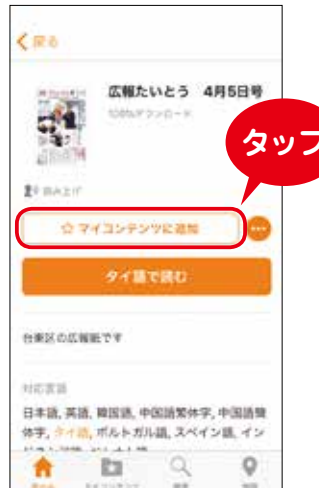 戻る
広報たいとう 4月5日号
100%ダウンロード
タップ
読み上げ
☆ マイコンテンツに追加
タイ語で読む
台東区の広報紙です
対応言語
日本語, 英語, 韓国語, 中国語繁体字, 中国語簡
体字, タイ語, ポルトガル語, スペイン語, イン